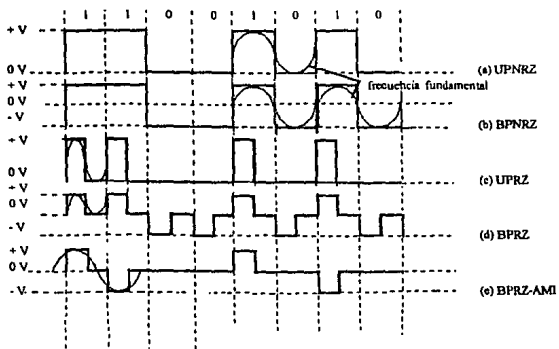 1 1 0 0 1 0 1 0
+ V
0 V (a) UPNRZ
frecuencia fundamental
+ V
0 V
- V (b) BPNRZ
+ V
0 V (c) UPRZ
+ V
0 V
- V (d) BPRZ
+ V
0 V
- V (e) BPRZ-AMI